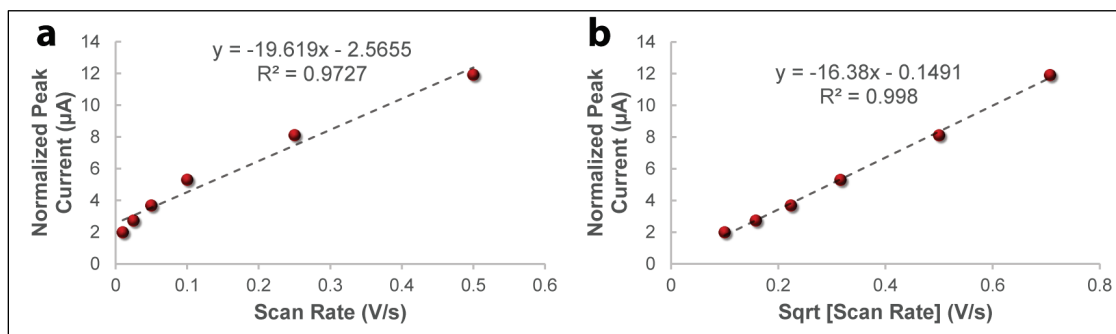 a
y = -19.619x - 2.5655
R² = 0.9727
Normalized Peak
Current (µA)
14
12
10
8
6
4
2
0
0
0.1
0.2
0.3
0.4
0.5
0.6
Scan Rate (V/s)
b
y = -16.38x - 0.1491
R² = 0.998
Normalized Peak
Current (µA)
14
12
10
8
6
4
2
0
0
0.2
0.4
0.6
0.8
Sqrt [Scan Rate] (V/s)